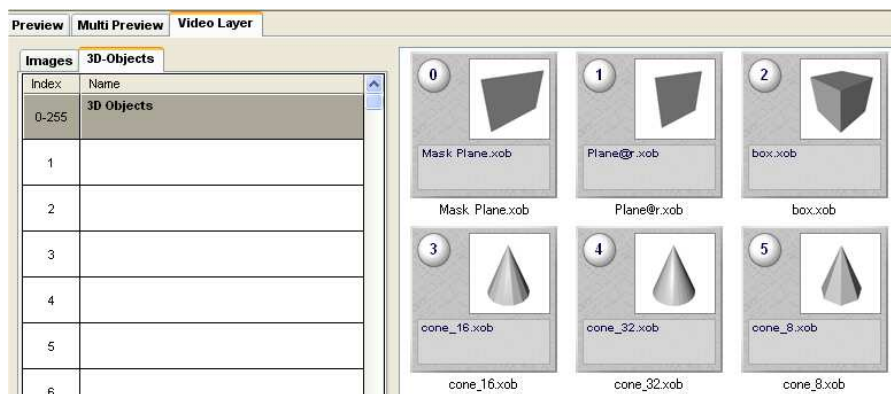 Preview Multi Preview Video Layer
Images 3D-Objects
Index Name
0-255 3D Objects
1
2
3
4
5
6
0 1 2
Mask Plane.xob Plane@r.xob box.xob
Mask Plane.xob Plane@r.xob box.xob
3 4 5
cone_16.xob cone_32.xob cone_8.xob
cone_16.xob cone_32.xob cone_8.xob